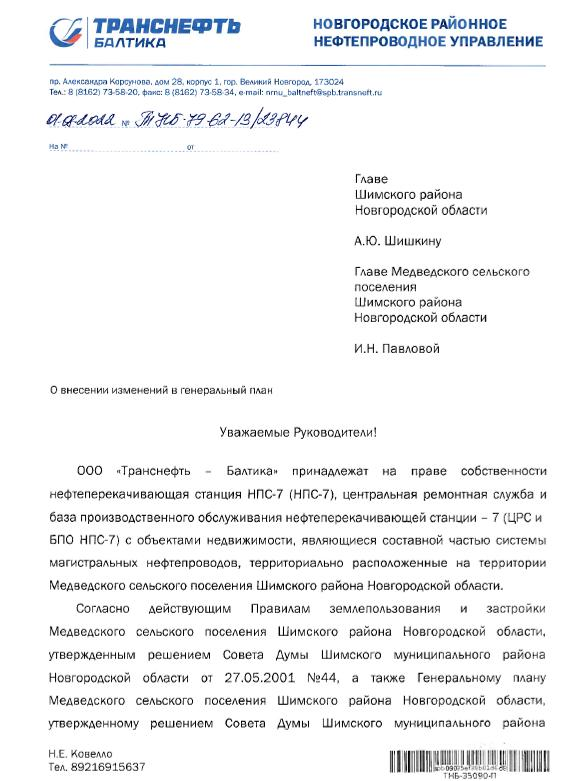 ТРАНСНЕФТЬ
БАЛТИКА
НОВГОРОДСКОЕ РАЙОННОЕ
НЕФТЕПРОВОДНОЕ УПРАВЛЕНИЕ
пр. Александра Корсунова, дом 28, корпус 1, гор. Великий Новгород, 173024
Тел.: 8 (8162) 73-58-20, факс: 8 (8162) 73-58-34, e-mail: nrnu_baltneft@spb.transneft.ru
№ ТНБ-79-62-13/23844
На № от
Главе
Шимского района
Новгородской области
А.Ю. Шишкину
Главе Медведского сельского
поселения
Шимского района
Новгородской области
И.Н. Павловой
О внесении изменений в генеральный план
Уважаемые Руководители!
ООО «Транснефть – Балтика» принадлежат на праве собственности
нефтеперекачивающая станция НПС-7 (НПС-7), центральная ремонтная служба и
база производственного обслуживания нефтеперекачивающей станции – 7 (ЦРС и
БПО НПС-7) с объектами недвижимости, являющиеся составной частью системы
магистральных нефтепроводов, территориально расположенные на территории
Медведского сельского поселения Шимского района Новгородской области.
Согласно действующим Правилам землепользования и застройки
Медведского сельского поселения Шимского района Новгородской области,
утвержденным решением Совета Думы Шимского муниципального района
Новгородской области от 27.05.2001 №44, а также Генеральному плану
Медведского сельского поселения Шимского района Новгородской области,
утвержденному решением Совета Думы Шимского муниципального района
Н.Е. Ковелло
Тел. 89216915637
ТНБ-35090-П